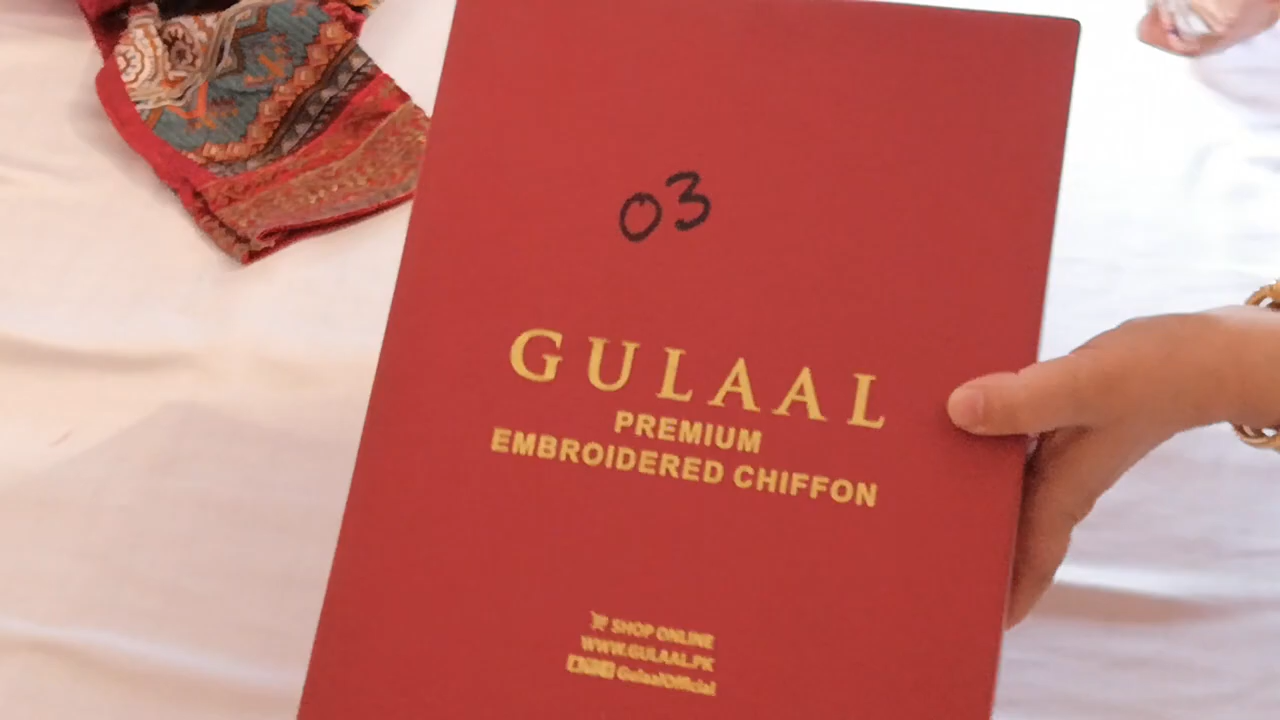 03
GULAAL
PREMIUM
EMBROIDERED CHIFFON
SHOP ONLINE
WWW.GULAAL.PK
GulaalOfficial